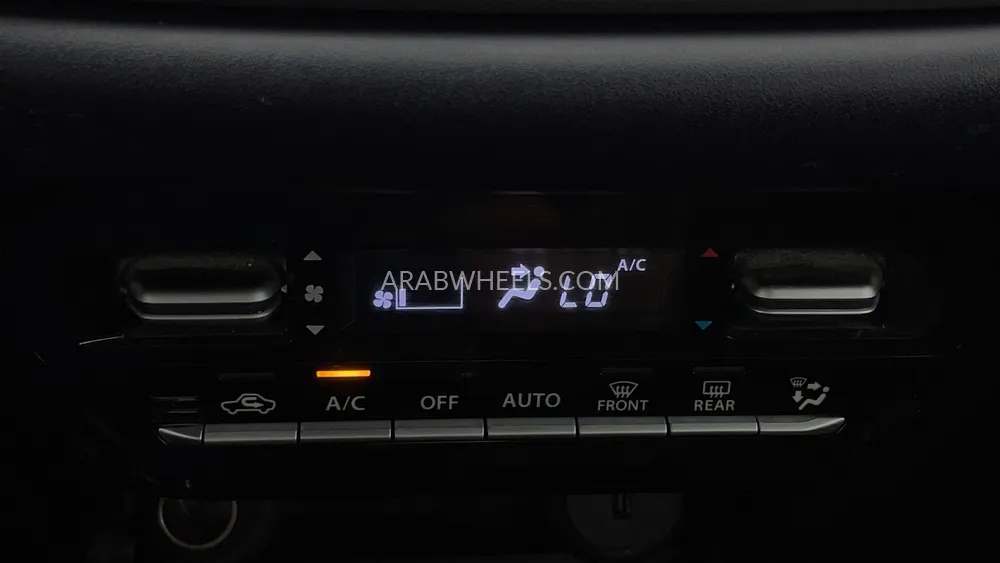 ARABWHEELS.COM
LO
A/C
A/C
OFF
AUTO
FRONT
REAR